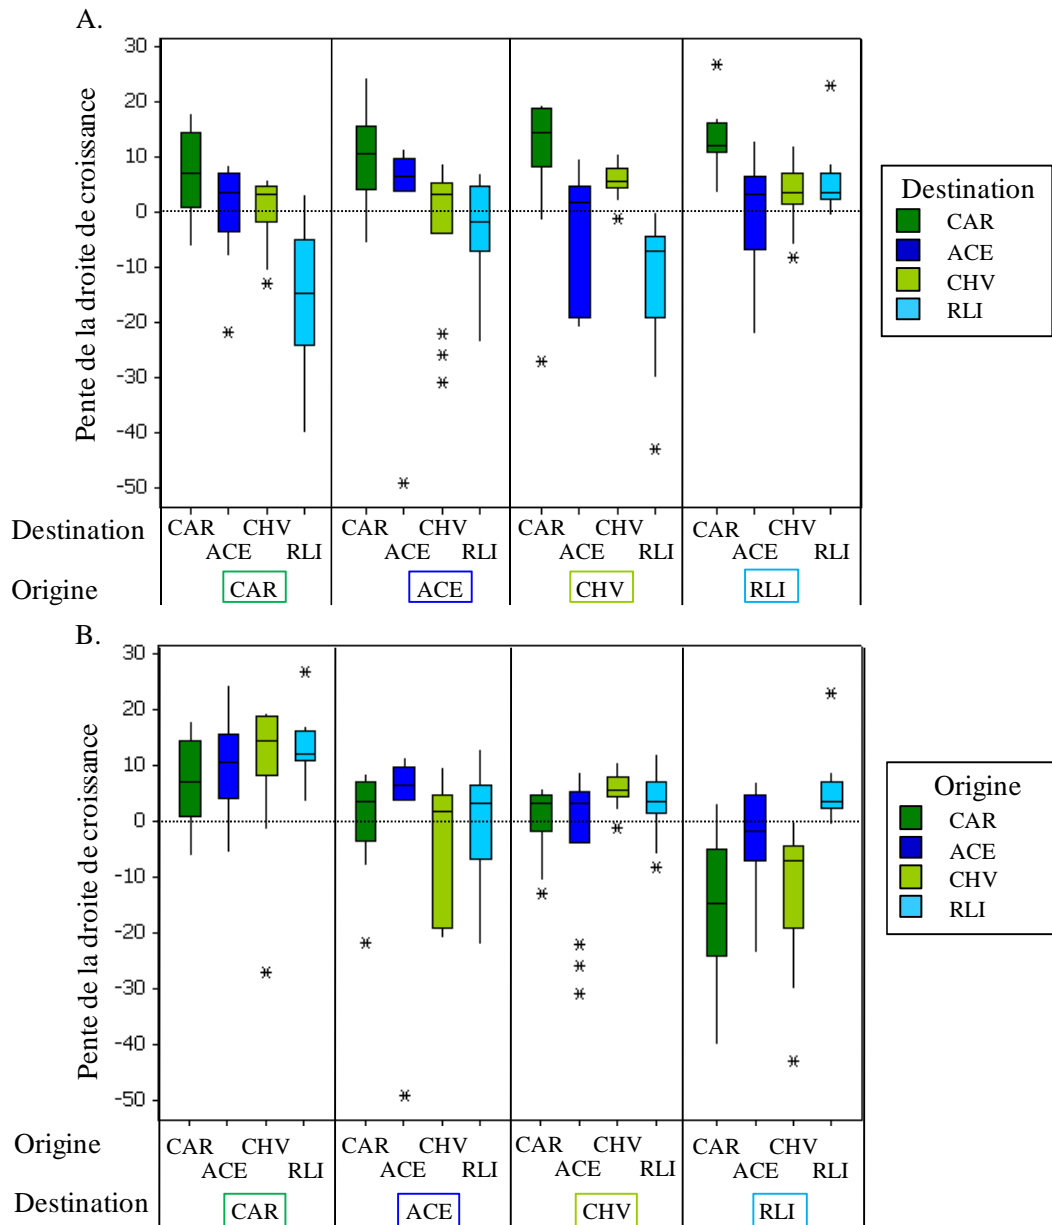 A.
Pente de la droite de croissance
30
20
10
0
-10
-20
-30
-40
-50
Destination
CAR
ACE
CHV
RLI
Destination
CAR CHV CAR CHV CAR CHV CAR CHV
ACE RLI ACE RLI ACE RLI ACE RLI
Origine
CAR ACE CHV RLI
B.
Pente de la droite de croissance
30
20
10
0
-10
-20
-30
-40
-50
Origine
CAR
ACE
CHV
RLI
Origine
CAR CHV CAR CHV CAR CHV CAR CHV
ACE RLI ACE RLI ACE RLI ACE RLI
Destination
CAR ACE CHV RLI